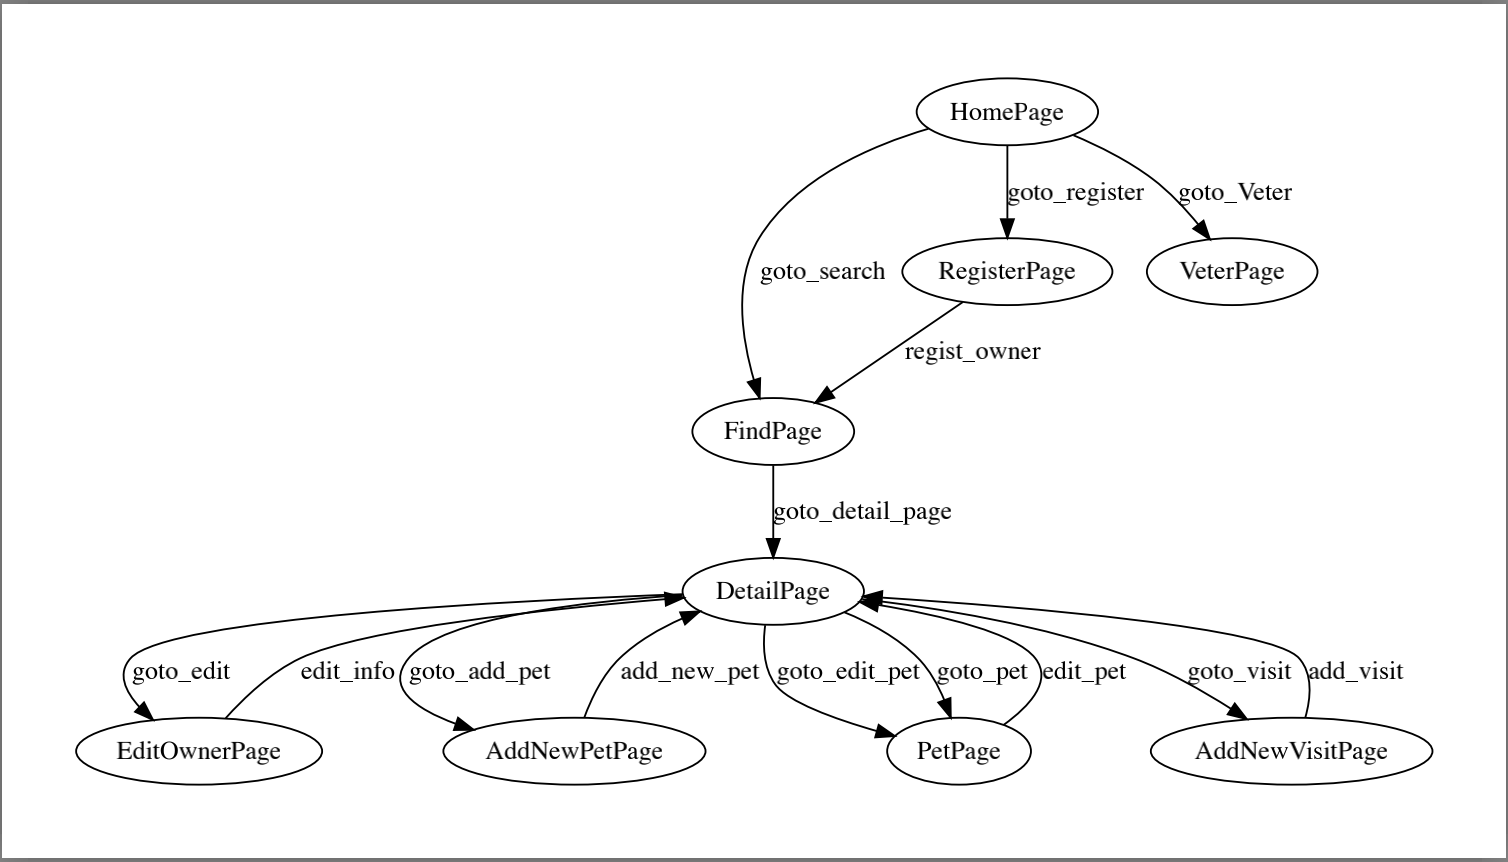 HomePage
goto_register
goto_Veter
goto_search
RegisterPage
VeterPage
regist_owner
FindPage
goto_detail_page
DetailPage
goto_edit
edit_info
goto_add_pet
add_new_pet
goto_edit_pet
goto_pet
edit_pet
goto_visit
add_visit
EditOwnerPage
AddNewPetPage
PetPage
AddNewVisitPage